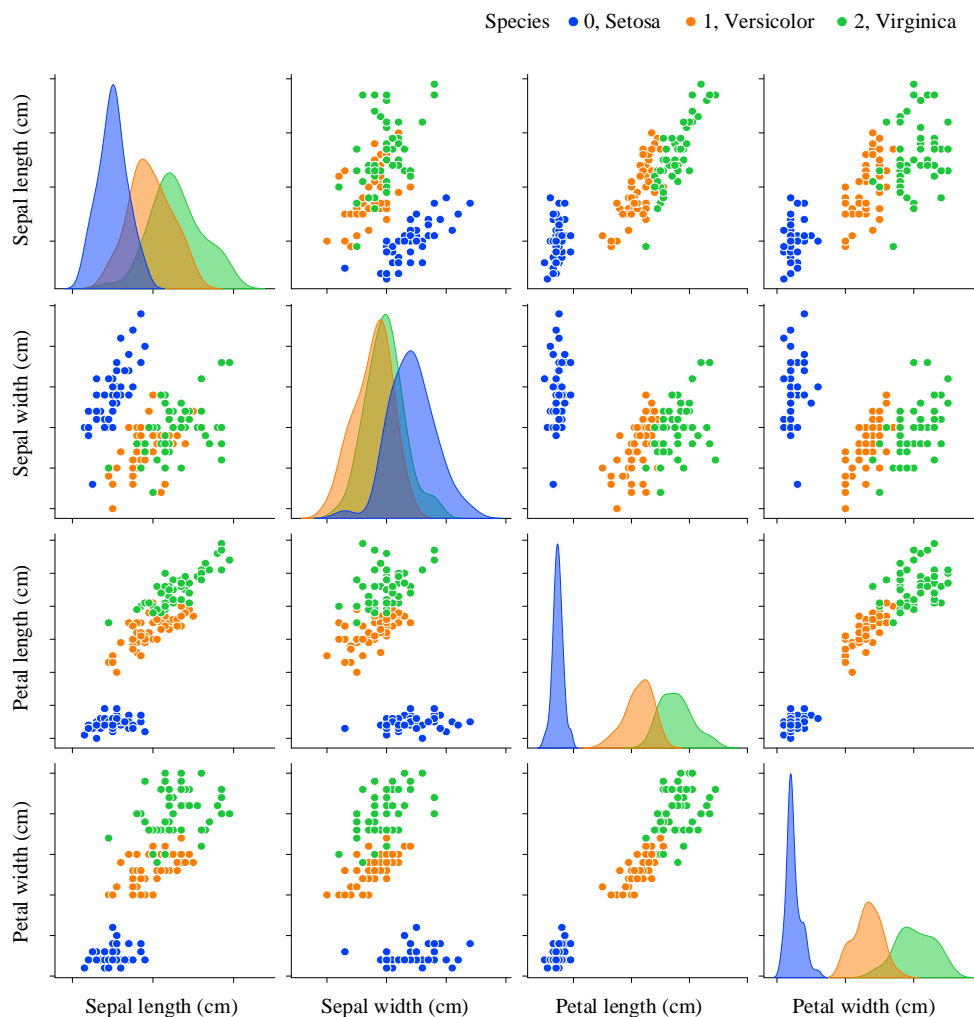 Species 0, Setosa 1, Versicolor 2, Virginica
Sepal length (cm)
Sepal width (cm)
Petal length (cm)
Petal width (cm)
Sepal length (cm) Sepal width (cm) Petal length (cm) Petal width (cm)